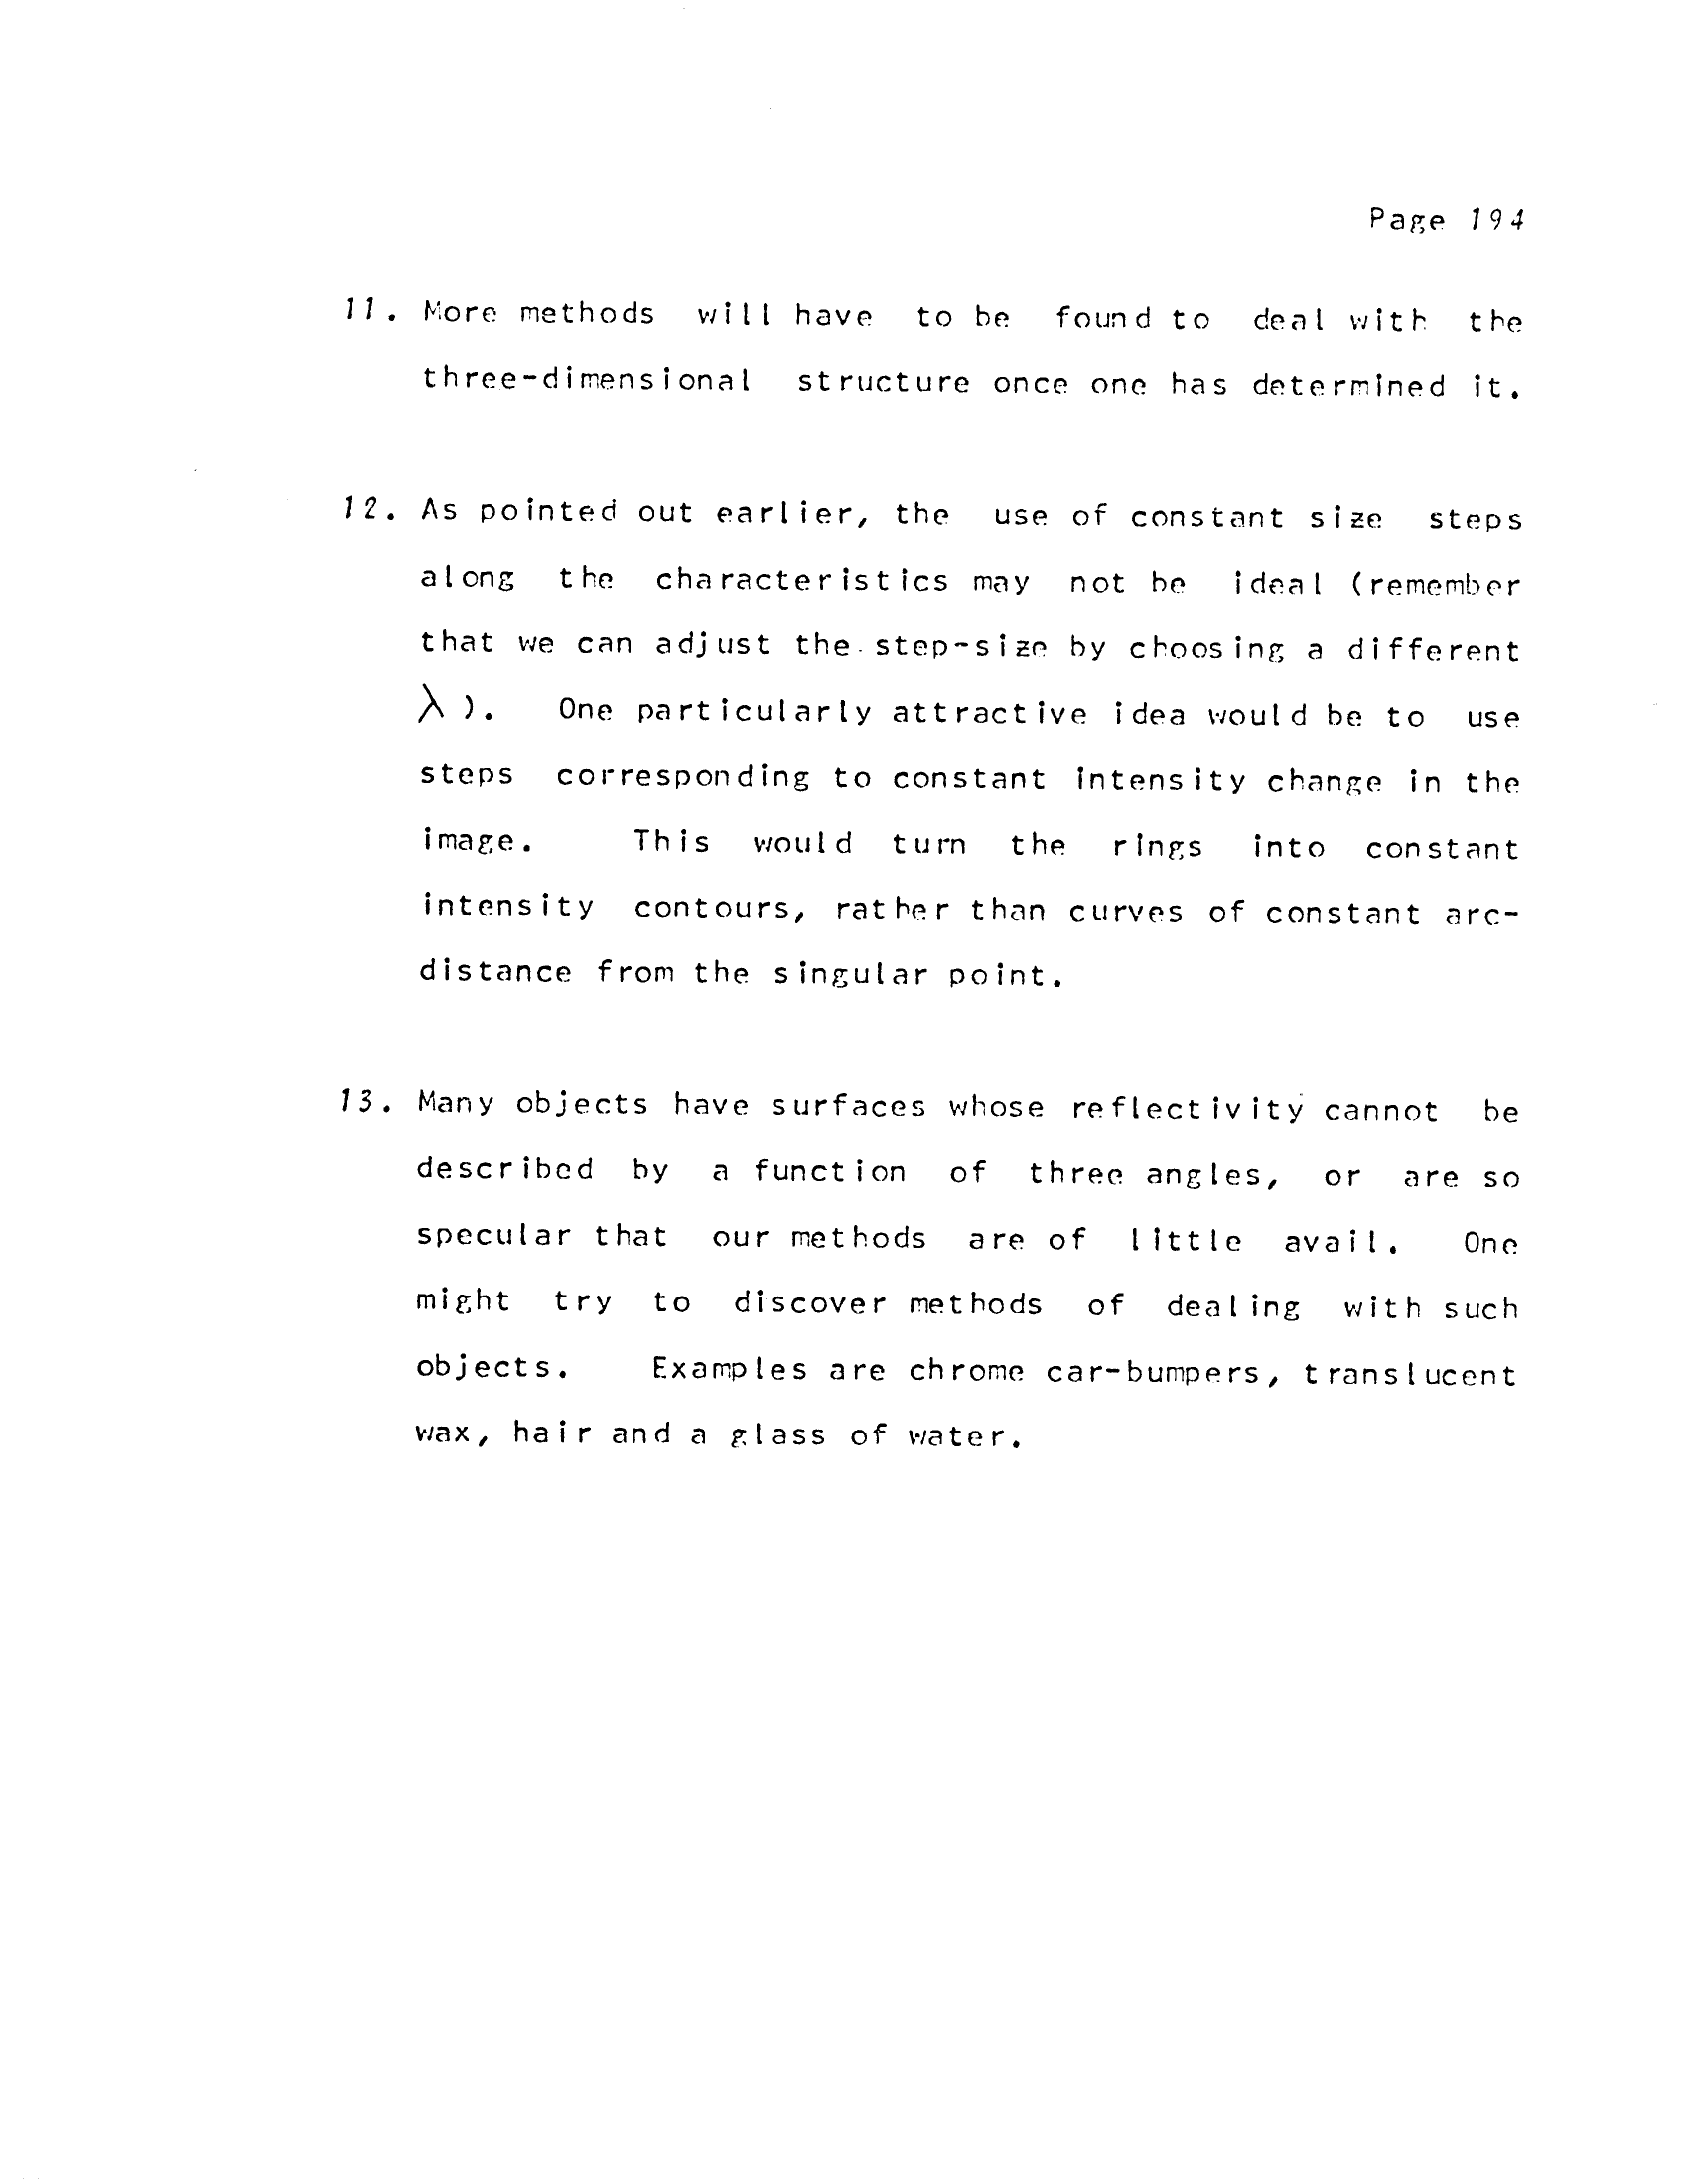 Page 194
11. More methods will have to be found to deal with the
three-dimensional structure once one has determined it.
12. As pointed out earlier, the use of constant size steps
along the characteristics may not be ideal (remember
that we can adjust the step-size by choosing a different
λ ). One particularly attractive idea would be to use
steps corresponding to constant intensity change in the
image. This would turn the rings into constant
intensity contours, rather than curves of constant arc-
distance from the singular point.
13. Many objects have surfaces whose reflectivity cannot be
described by a function of three angles, or are so
specular that our methods are of little avail. One
might try to discover methods of dealing with such
objects. Examples are chrome car-bumpers, translucent
wax, hair and a glass of water.